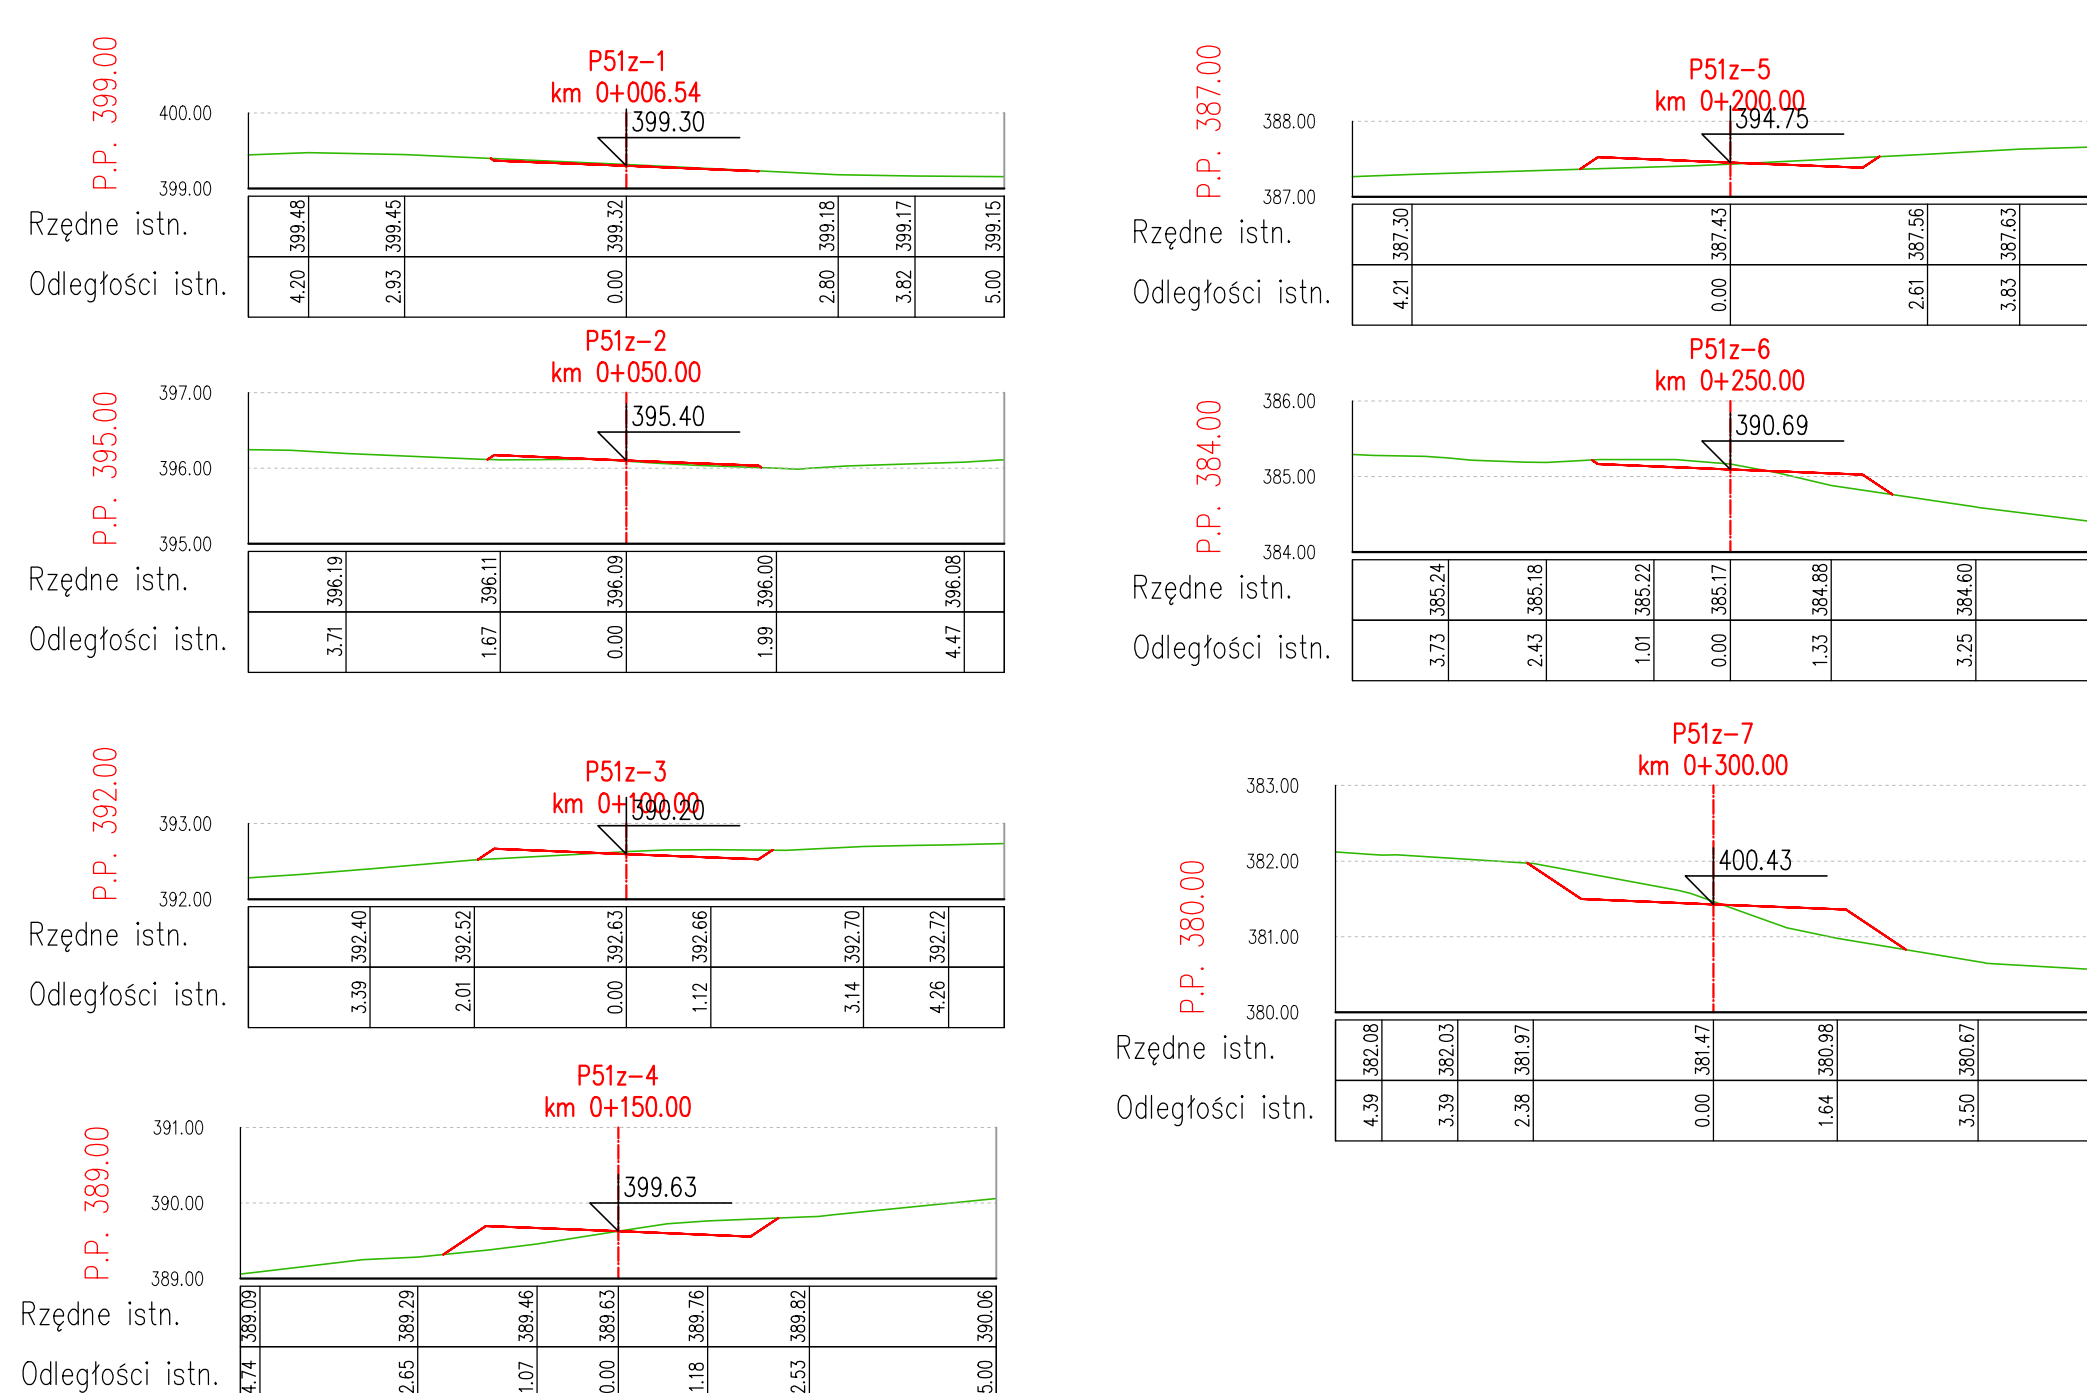 P51z-1
km 0+006.54
P.P. 399.00
400.00
399.30
399.00
Rzędne istn.
399.48 399.45 399.32 399.18 399.17 399.15
Odległości istn.
4.20 2.93 0.00 2.80 3.82 5.00
P51z-2
km 0+050.00
P.P. 395.00
397.00
395.40
396.00
395.00
Rzędne istn.
396.19 396.11 396.09 396.00 396.08
Odległości istn.
3.71 1.67 0.00 1.99 4.47
P51z-3
km 0+100.00
P.P. 392.00
390.20
393.00
392.00
Rzędne istn.
392.40 392.52 392.63 392.66 392.70 392.72
Odległości istn.
3.39 2.01 0.00 1.12 3.14 4.26
P51z-4
km 0+150.00
P.P. 389.00
391.00
399.63
390.00
389.00
Rzędne istn.
389.09 389.29 389.46 389.63 389.76 389.82 390.06
Odległości istn.
4.74 2.65 1.07 0.00 1.18 2.53 5.00
P51z-5
km 0+200.00
P.P. 387.00
388.00
394.75
387.00
Rzędne istn.
387.30 387.43 387.56 387.63
Odległości istn.
4.21 0.00 2.61 3.83
P51z-6
km 0+250.00
P.P. 384.00
386.00
390.69
385.00
384.00
Rzędne istn.
385.24 385.18 385.22 385.17 384.88 384.60
Odległości istn.
3.73 2.43 1.01 0.00 1.33 3.25
P51z-7
km 0+300.00
P.P. 380.00
383.00
382.00
400.43
381.00
380.00
Rzędne istn.
382.08 382.03 381.97 381.47 380.98 380.67
Odległości istn.
4.39 3.39 2.38 0.00 1.64 3.50